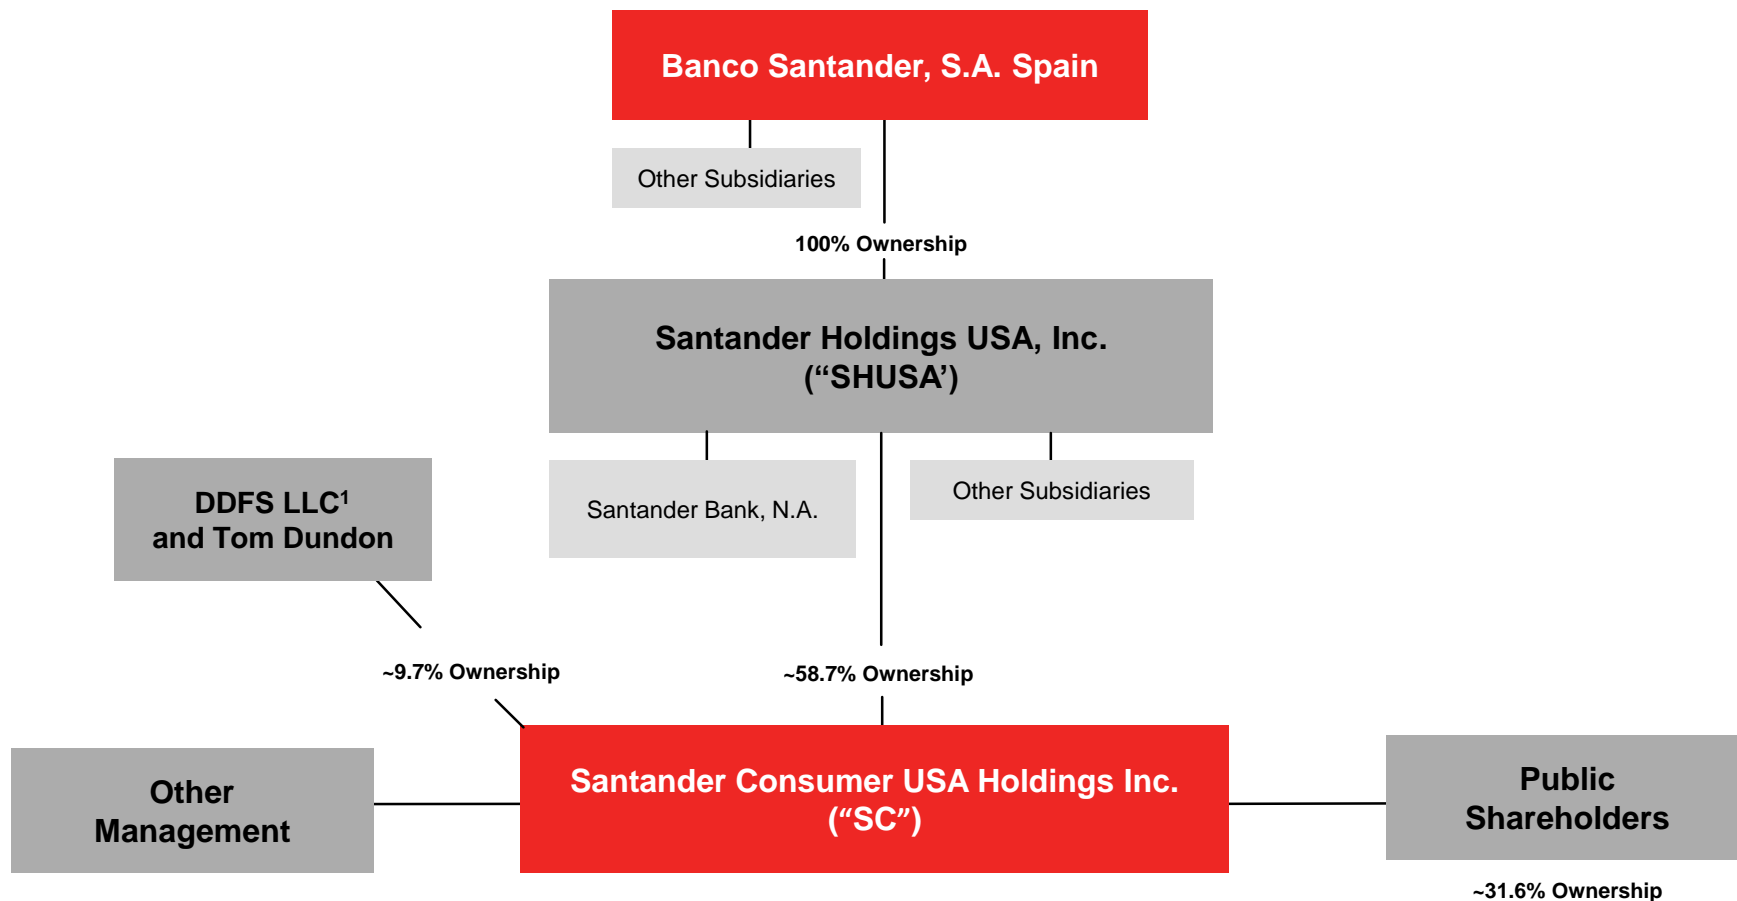 Banco Santander, S.A. Spain
Other Subsidiaries
100% Ownership
Santander Holdings USA, Inc.
(“SHUSA’)
DDFS LLC¹
and Tom Dundon
Santander Bank, N.A.
Other Subsidiaries
~9.7% Ownership
~58.7% Ownership
Other
Management
Santander Consumer USA Holdings Inc.
(“SC”)
Public
Shareholders
~31.6% Ownership